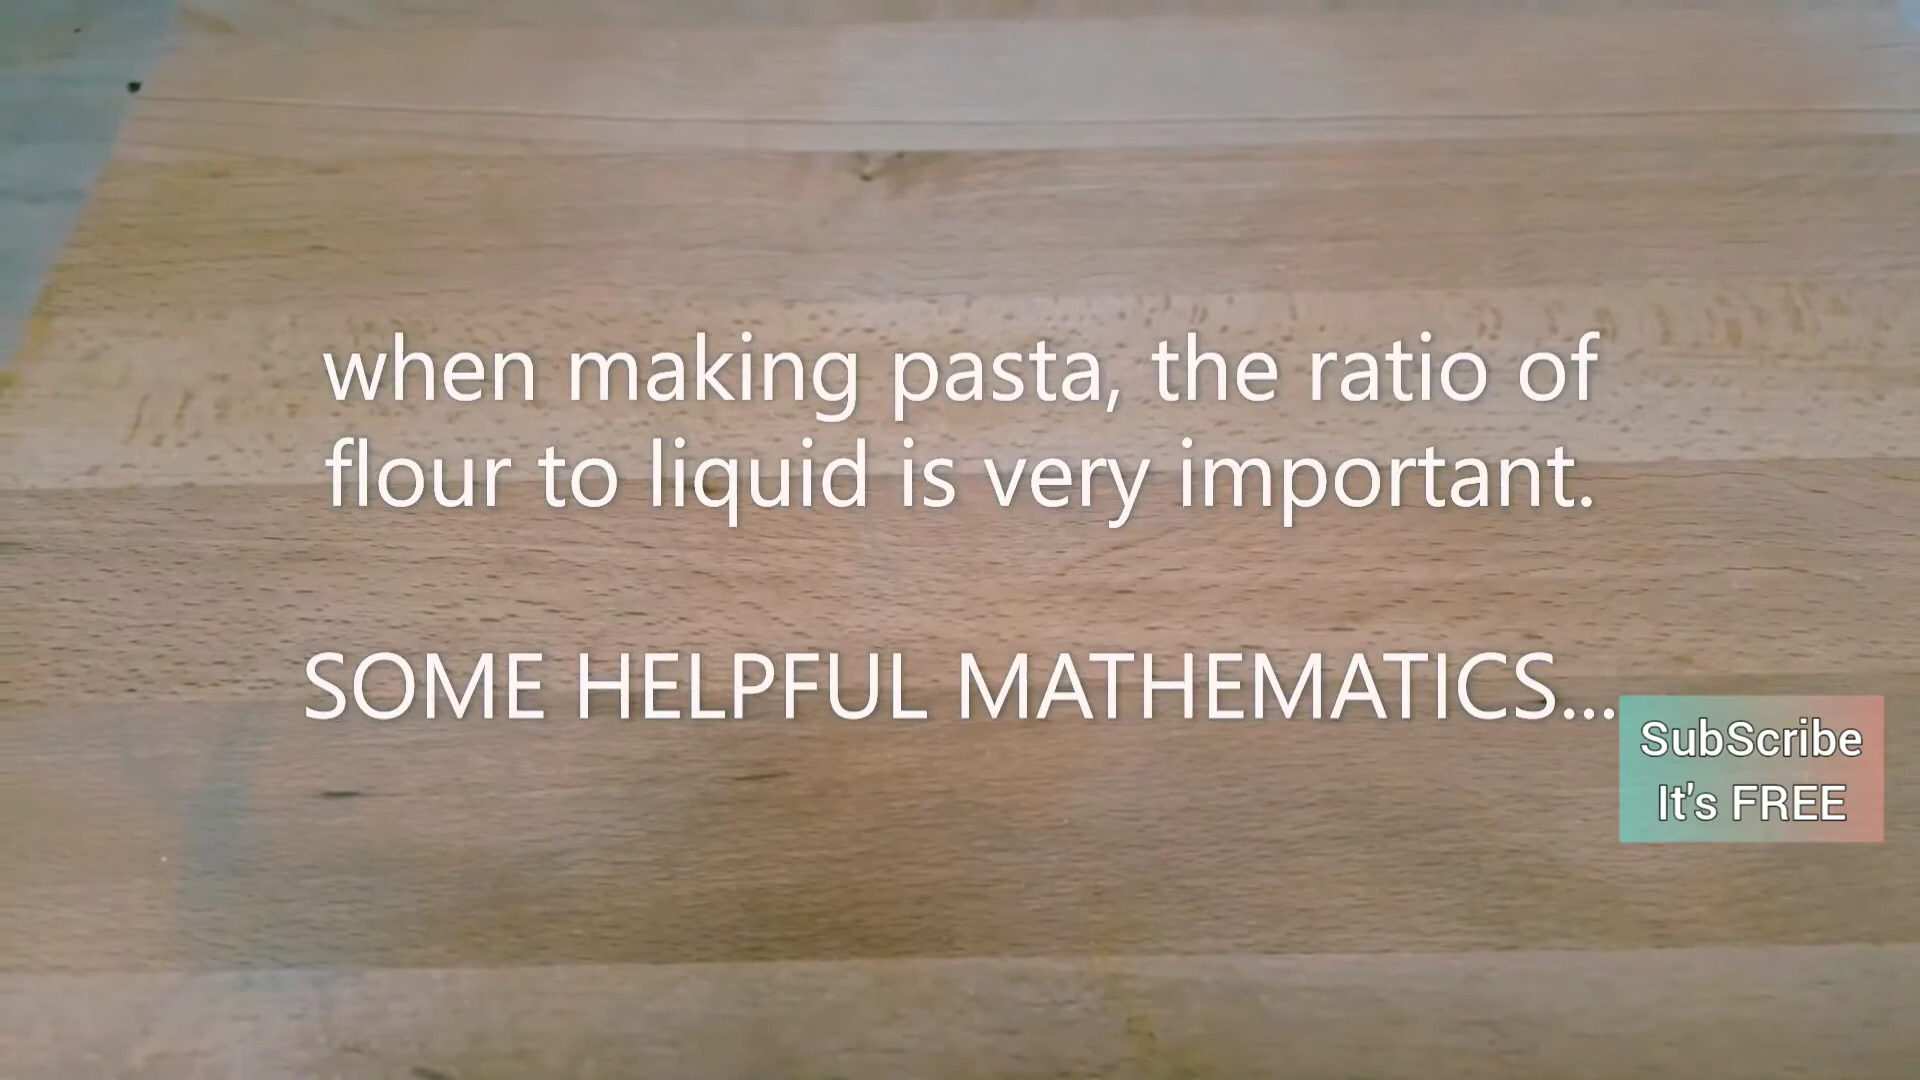 when making pasta, the ratio of
flour to liquid is very important.
SOME HELPFUL MATHEMATICS...
SubScribe
It's FREE